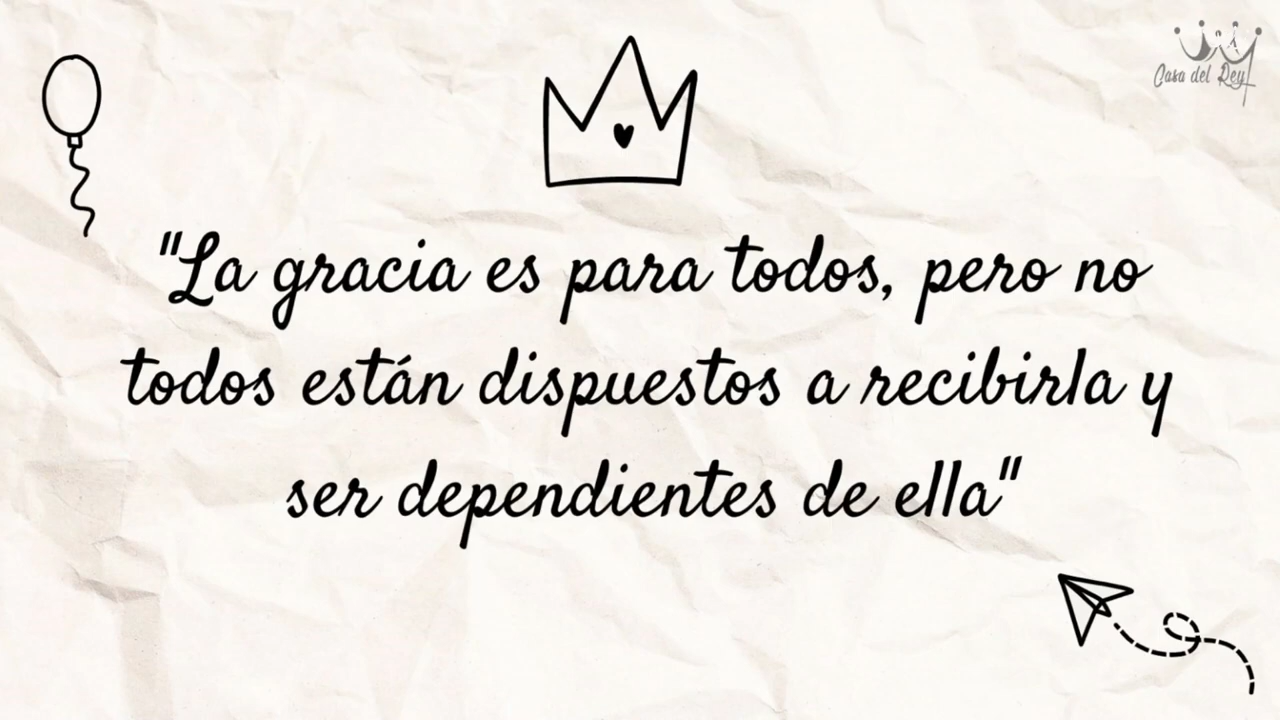 Casa del Rey
"La gracia es para todos, pero no
todos están dispuestos a recibirla y
ser dependientes de ella"